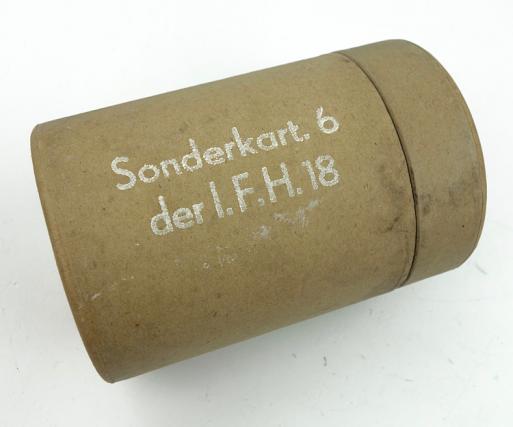 Sonderkart. 6
der l.F.H. 18